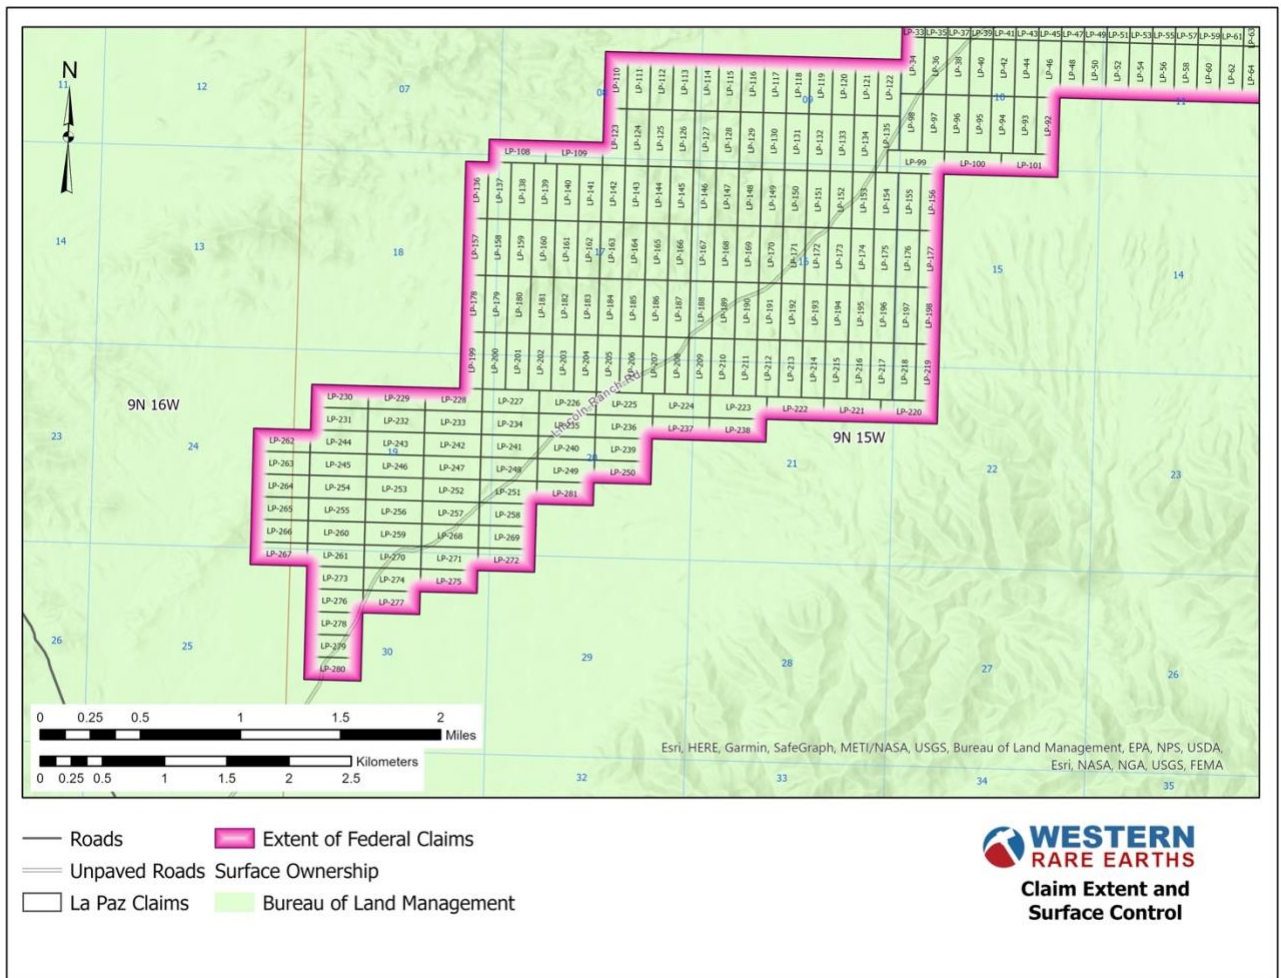 N
LP-33 LP-35 LP-37 LP-39 LP-41 LP-43 LP-45 LP-47 LP-49 LP-51 LP-53 LP-55 LP-57 LP-59 LP-61 LP-63
LP-34 LP-36 LP-38 LP-40 LP-42 LP-44 LP-46 LP-48 LP-50 LP-52 LP-54 LP-56 LP-58 LP-60 LP-62 LP-64
LP-110 LP-111 LP-112 LP-113 LP-114 LP-115 LP-116 LP-117 LP-118 LP-119 LP-120 LP-121 LP-122
11 12 07 08 09 10 11
LP-123 LP-124 LP-125 LP-126 LP-127 LP-128 LP-129 LP-130 LP-131 LP-132 LP-133 LP-134 LP-135 LP-98 LP-97 LP-96 LP-95 LP-94 LP-93 LP-92
LP-108 LP-109 LP-99 LP-100 LP-101
LP-136 LP-137 LP-138 LP-139 LP-140 LP-141 LP-142 LP-143 LP-144 LP-145 LP-146 LP-147 LP-148 LP-149 LP-150 LP-151 LP-152 LP-153 LP-154 LP-155 LP-156
14 13 18 17 16 15 14
LP-157 LP-158 LP-159 LP-160 LP-161 LP-162 LP-163 LP-164 LP-165 LP-166 LP-167 LP-168 LP-169 LP-170 LP-171 LP-172 LP-173 LP-174 LP-175 LP-176 LP-177
LP-178 LP-179 LP-180 LP-181 LP-182 LP-183 LP-184 LP-185 LP-186 LP-187 LP-188 LP-189 LP-190 LP-191 LP-192 LP-193 LP-194 LP-195 LP-196 LP-197 LP-198
LP-199 LP-200 LP-201 LP-202 LP-203 LP-204 LP-205 LP-206 LP-207 LP-208 LP-209 LP-210 LP-211 LP-212 LP-213 LP-214 LP-215 LP-216 LP-217 LP-218 LP-219
Lincoln Ranch Rd
LP-230 LP-229 LP-228 LP-227 LP-226 LP-225 LP-224 LP-223 LP-222 LP-221 LP-220
9N 16W
LP-231 LP-232 LP-233 LP-234 LP-235 LP-236 LP-237 LP-238
9N 15W
LP-262 LP-244 LP-243 LP-242 LP-241 LP-240 LP-239
23 24 19 20 21 22 23
LP-263 LP-245 LP-246 LP-247 LP-248 LP-249 LP-250
LP-264 LP-254 LP-253 LP-252 LP-251 LP-281
LP-265 LP-255 LP-256 LP-257 LP-258
LP-266 LP-260 LP-259 LP-268 LP-269
LP-267 LP-261 LP-270 LP-271 LP-272
LP-273 LP-274 LP-275
LP-276 LP-277
LP-278
LP-279
LP-280
26 25 30 29 28 27 26
0 0.25 0.5 1 1.5 2
Miles
Kilometers
0 0.25 0.5 1 1.5 2 2.5
32 33 34 35
Esri, HERE, Garmin, SafeGraph, METI/NASA, USGS, Bureau of Land Management, EPA, NPS, USDA,
Esri, NASA, NGA, USGS, FEMA
Roads
Unpaved Roads
La Paz Claims
Extent of Federal Claims
Surface Ownership
Bureau of Land Management
WESTERN
RARE EARTHS
Claim Extent and
Surface Control